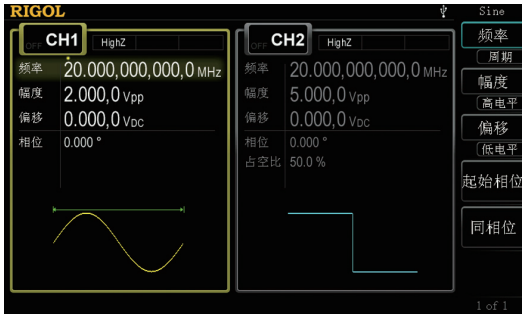 RIGOL
Sine
OFF CH1 HighZ
频率 20.000,000,000,0 MHz
幅度 2.000,0 Vpp
偏移 0.000,0 VDC
相位 0.000 °
OFF CH2 HighZ
频率 20.000,000,000,0 MHz
幅度 5.000,0 Vpp
偏移 0.000,0 VDC
相位 0.000 °
占空比 50.0 %
频率
周期
幅度
高电平
偏移
低电平
起始相位
同相位
1 of 1